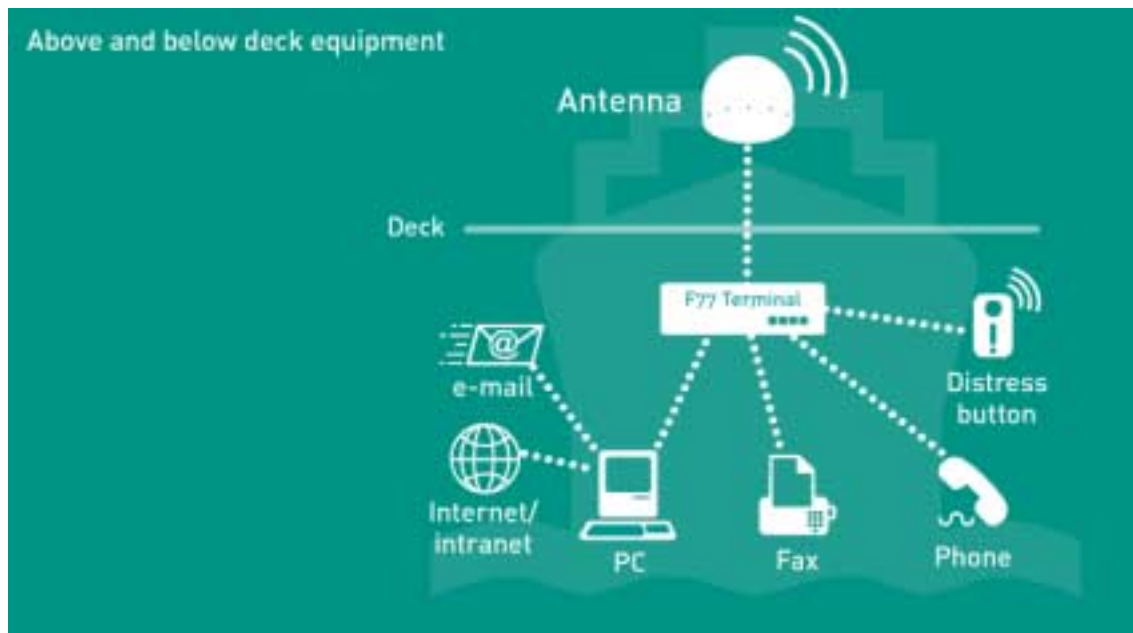 Above and below deck equipment
Antenna
Deck
F77 Terminal
@
e-mail
Distress
button
Internet/
intranet
PC
Fax
Phone